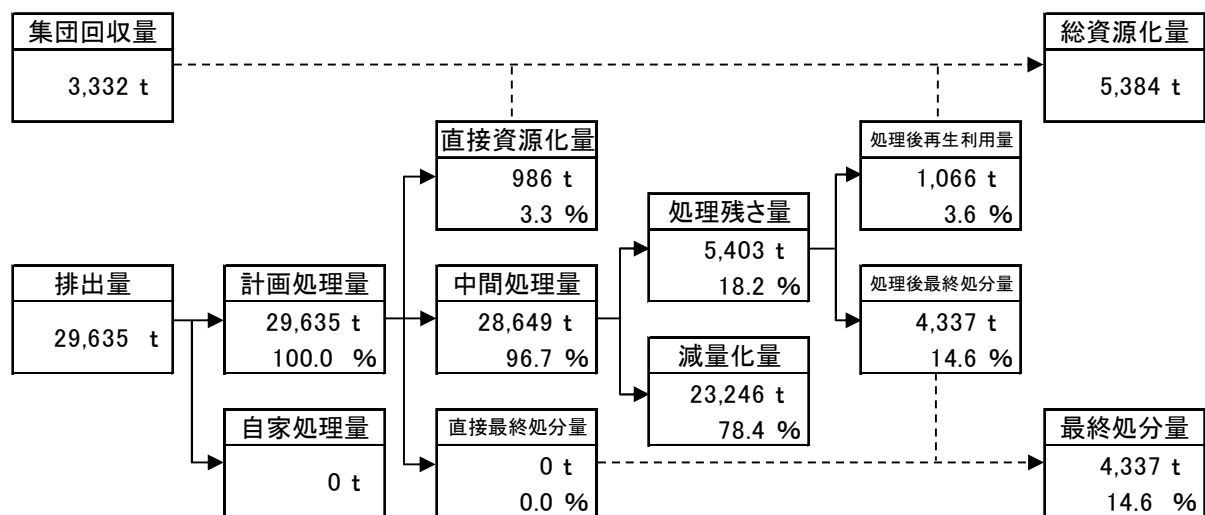 集団回収量
3,332 t
総資源化量
5,384 t
直接資源化量
986 t
3.3 %
処理後再生利用量
1,066 t
3.6 %
処理残さ量
5,403 t
18.2 %
排出量
29,635 t
計画処理量
29,635 t
100.0 %
中間処理量
28,649 t
96.7 %
処理後最終処分量
4,337 t
14.6 %
減量化量
23,246 t
78.4 %
自家処理量
0 t
直接最終処分量
0 t
0.0 %
最終処分量
4,337 t
14.6 %